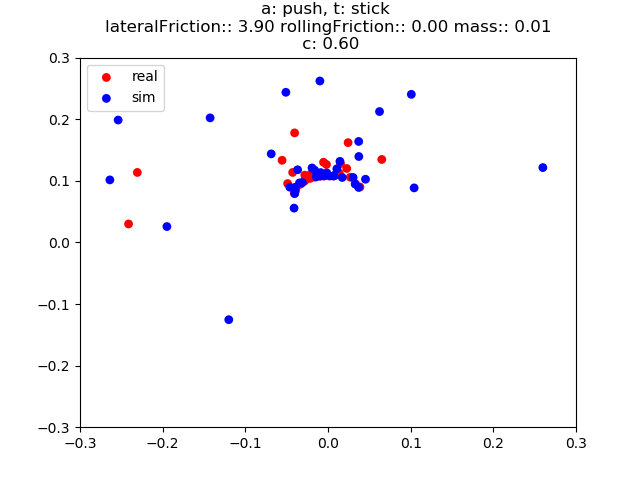 a: push, t: stick
lateralFriction:: 3.90 rollingFriction:: 0.00 mass:: 0.01
c: 0.60
real
sim
0.3
0.2
0.1
0.0
−0.1
−0.2
−0.3
−0.3
−0.2
−0.1
0.0
0.1
0.2
0.3